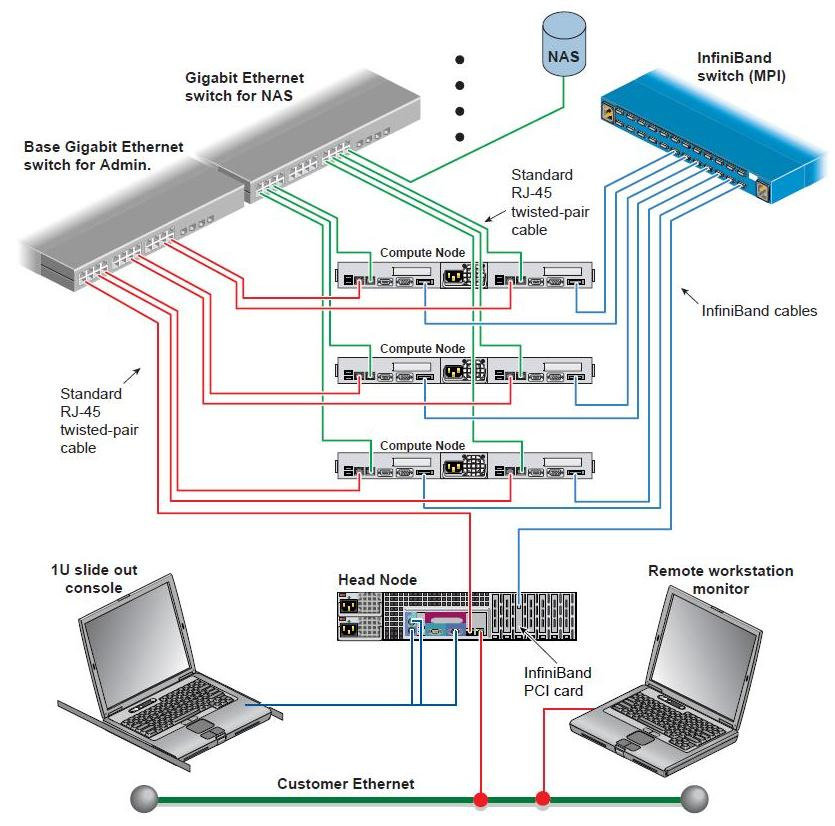 NAS
InfiniBand
switch (MPI)
Gigabit Ethernet
switch for NAS
Base Gigabit Ethernet
switch for Admin.
Standard
RJ-45
twisted-pair
cable
Compute Node
InfiniBand cables
Compute Node
Standard
RJ-45
twisted-pair
cable
Compute Node
1U slide out
console
Head Node
Remote workstation
monitor
InfiniBand
PCI card
Customer Ethernet